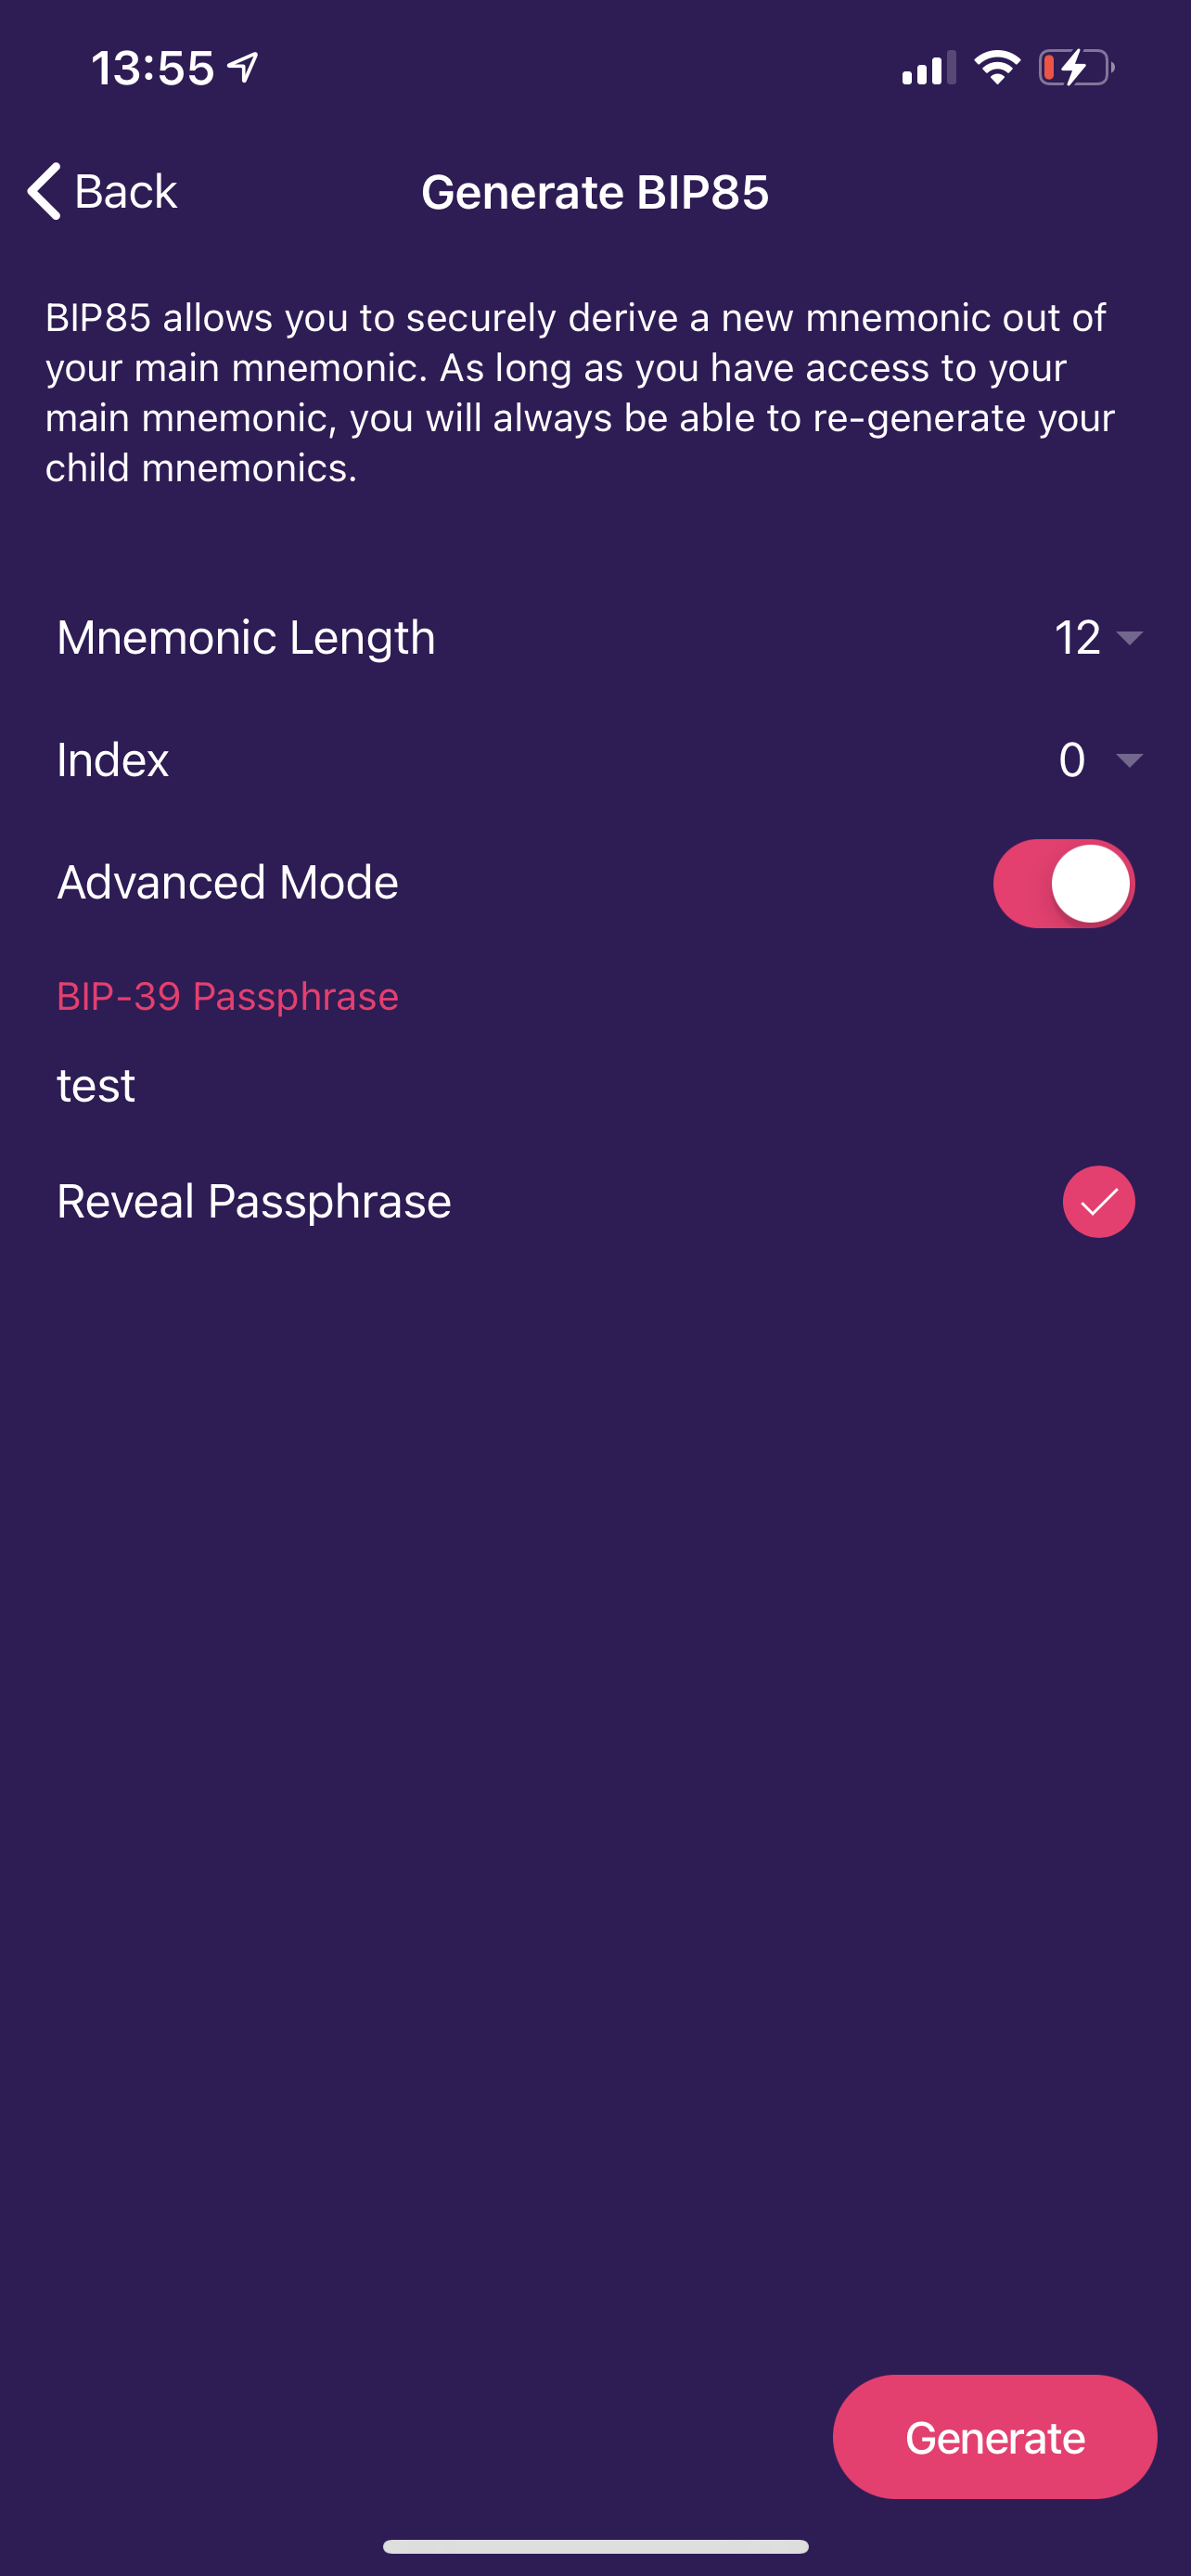 13:55
Back
Generate BIP85
BIP85 allows you to securely derive a new mnemonic out of
your main mnemonic. As long as you have access to your
main mnemonic, you will always be able to re-generate your
child mnemonics.
Mnemonic Length 12
Index 0
Advanced Mode
BIP-39 Passphrase
test
Reveal Passphrase
Generate